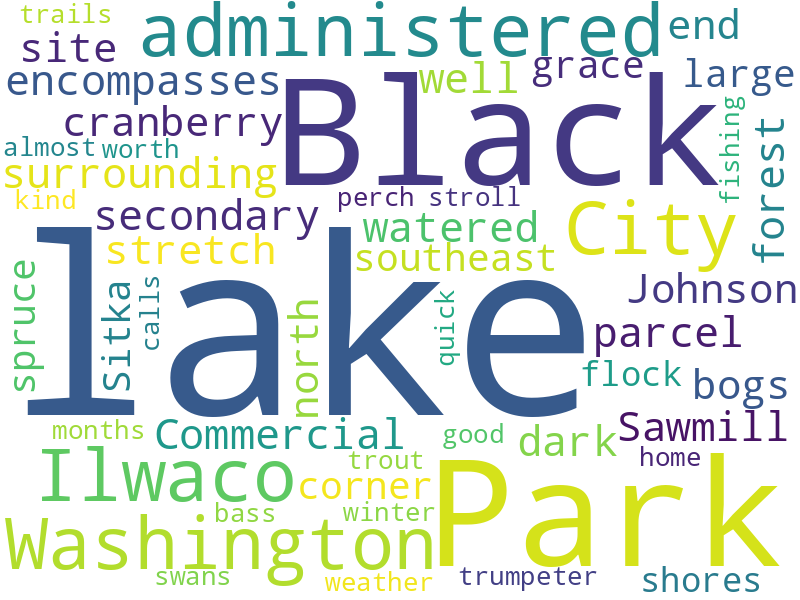 trails
site
administered
end
encompasses
well
grace
large
cranberry
Black
fishing
forest
almost
worth
surrounding
kind
perch
stroll
secondary
watered
City
stretch
southeast
spruce
Sitka
calls
lake
north
quick
Johnson
parcel
flock
bogs
months
Commercial
good
dark
Sawmill
Ilwaco
trout
home
corner
Park
Washington
bass
winter
swans
weather
trumpeter
shores